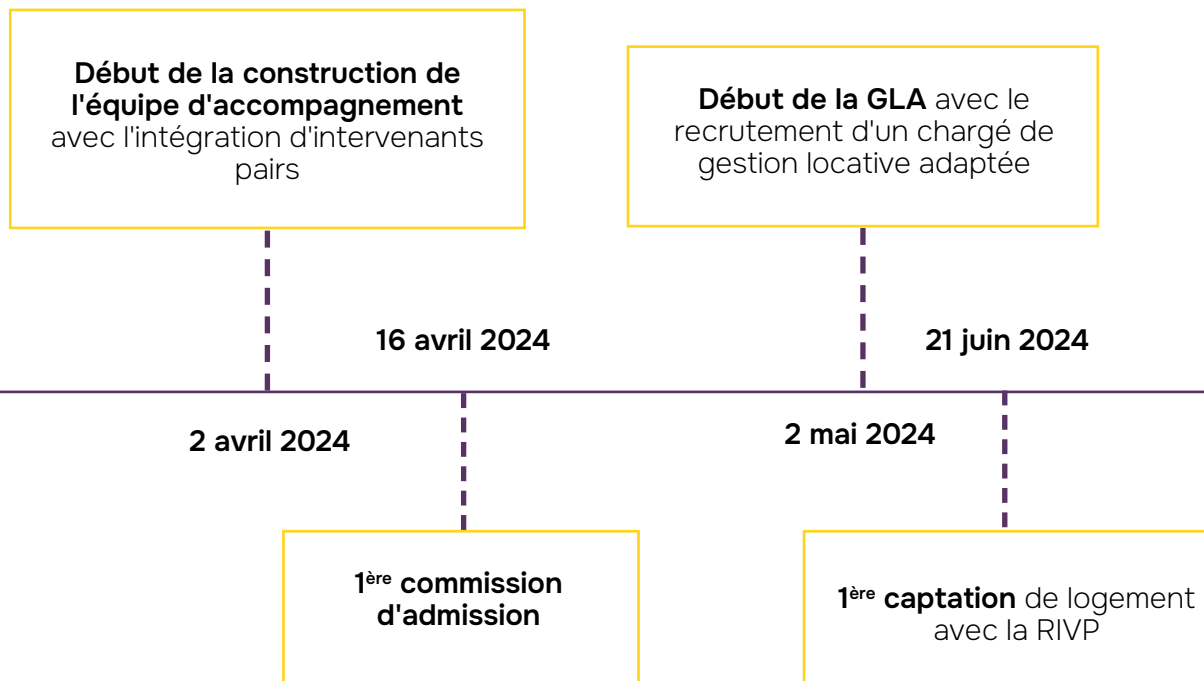 Début de la construction de
l'équipe d'accompagnement
avec l'intégration d'intervenants
pairs
Début de la GLA avec le
recrutement d'un chargé de
gestion locative adaptée
16 avril 2024
21 juin 2024
2 avril 2024
2 mai 2024
1ère commission
d'admission
1ère captation de logement
avec la RIVP